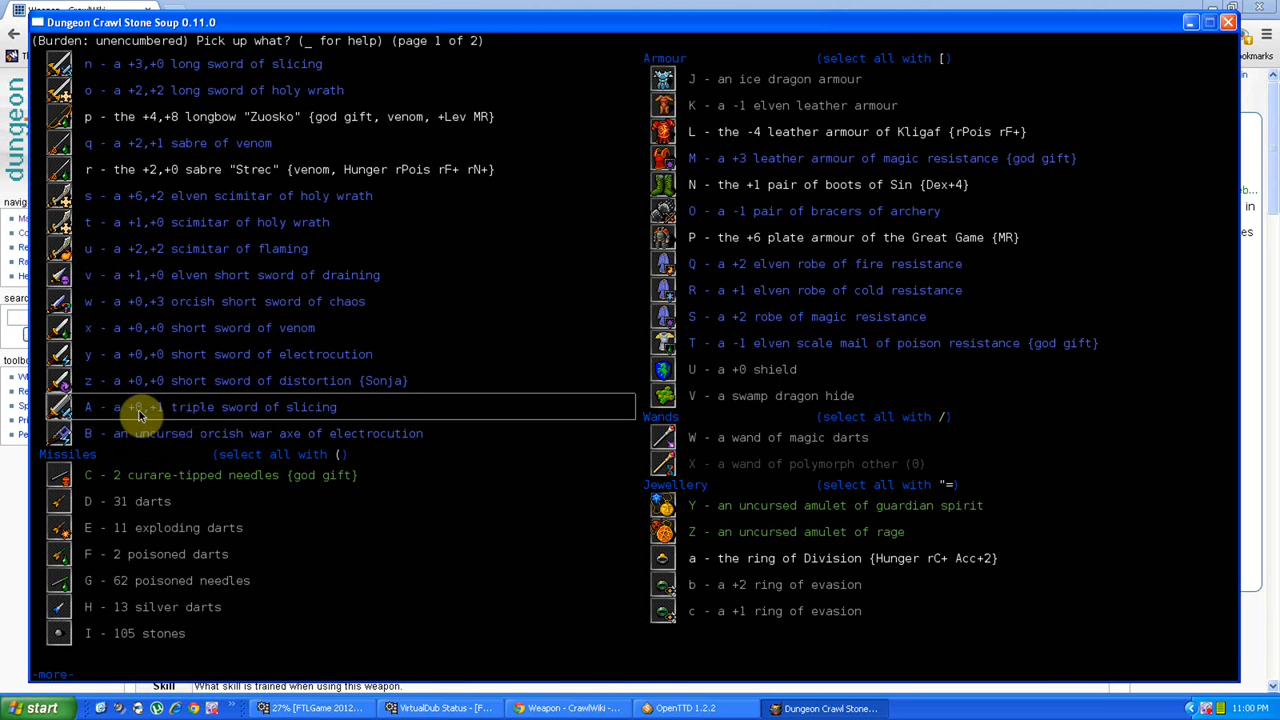 Dungeon Crawl Stone Soup 0.11.0
(Burden: unencumbered) Pick up what? (_ for help) (page 1 of 2)
n - a +3,+0 long sword of slicing
o - a +2,+2 long sword of holy wrath
p - the +4,+8 longbow "Zuosko" {god gift, venom, +Lev MR}
q - a +2,+1 sabre of venom
r - the +2,+0 sabre "Strec" {venom, Hunger rPois rF+ rN+}
s - a +6,+2 elven scimitar of holy wrath
t - a +1,+0 scimitar of holy wrath
u - a +2,+2 scimitar of flaming
v - a +1,+0 elven short sword of draining
w - a +0,+3 orcish short sword of chaos
x - a +0,+0 short sword of venom
y - a +0,+0 short sword of electrocution
z - a +0,+0 short sword of distortion {Sonja}
A - a +0,+1 triple sword of slicing
B - an uncursed orcish war axe of electrocution
Missiles (select all with ()
C - 2 curare-tipped needles {god gift}
D - 31 darts
E - 11 exploding darts
F - 2 poisoned darts
G - 62 poisoned needles
H - 13 silver darts
I - 105 stones
-more-
Armour (select all with [)
J - an ice dragon armour
K - a -1 elven leather armour
L - the -4 leather armour of Kligaf {rPois rF+}
M - a +3 leather armour of magic resistance {god gift}
N - the +1 pair of boots of Sin {Dex+4}
O - a -1 pair of bracers of archery
P - the +6 plate armour of the Great Game {MR}
Q - a +2 elven robe of fire resistance
R - a +1 elven robe of cold resistance
S - a +2 robe of magic resistance
T - a -1 elven scale mail of poison resistance {god gift}
U - a +0 shield
V - a swamp dragon hide
Wands (select all with /)
W - a wand of magic darts
X - a wand of polymorph other (0)
Jewellery (select all with "=)
Y - an uncursed amulet of guardian spirit
Z - an uncursed amulet of rage
a - the ring of Division {Hunger rC+ Acc+2}
b - a +2 ring of evasion
c - a +1 ring of evasion
dungeon
navig
searc
toolbo
Skill What skill is trained when using this weapon.
start
27% [FTLGame 2012...
VirtualDub Status - [F...
Weapon - CrawlWiki - ...
OpenTTD 1.2.2
Dungeon Crawl Stone...
11:00 PM